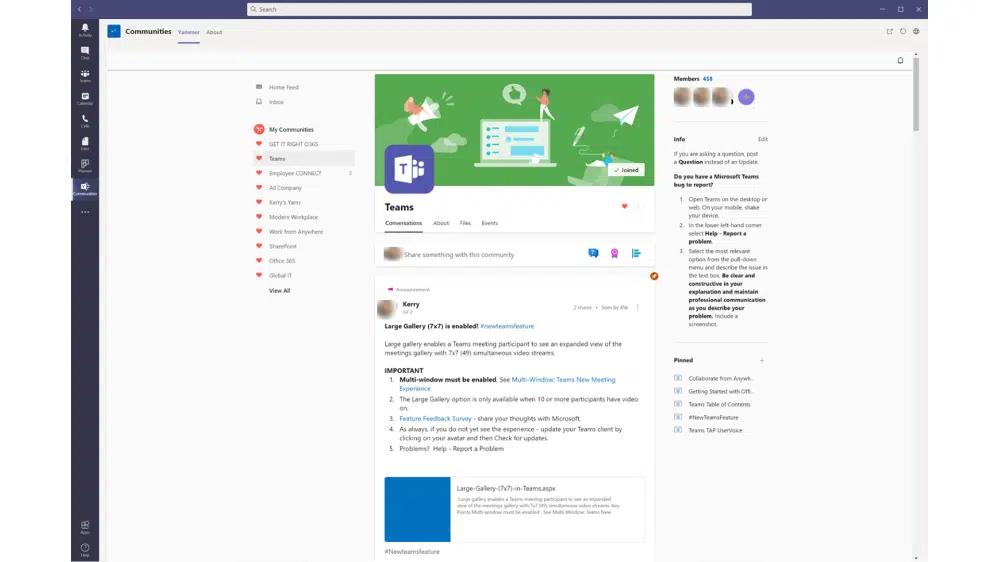 Search
Activity
Chat
Teams
Calendar
Calls
Files
Planner
Communities
Apps
Help
Communities Yammer About
Home Feed
Inbox
My Communities
GET IT RIGHT O365
Teams
Employee CONNECT 2
All Company
Kerry's Yams
Modern Workplace
Work from Anywhere
SharePoint
Office 365
Global IT
View All
Joined
Teams
Conversations About Files Events
Share something with this community
Announcement
Kerry
Jul 2
2 shares • Seen by 456
Large Gallery (7x7) is enabled! #newteamsfeature
Large gallery enables a Teams meeting participant to see an expanded view of the
meetings gallery with 7x7 (49) simultaneous video streams.
IMPORTANT
1. Multi-window must be enabled. See Multi-Window: Teams New Meeting
Experience
2. The Large Gallery option is only available when 10 or more participants have video
on.
3. Feature Feedback Survey - share your thoughts with Microsoft.
4. As always, if you do not yet see the experience - update your Teams client by
clicking on your avatar and then Check for updates.
5. Problems? Help - Report a Problem
Large-Gallery-(7x7)-in-Teams.aspx
Large gallery enables a Teams meeting participant to see an expanded
view of the meetings gallery with 7x7 (49) simultaneous video streams. Key
Points Multi-window must be enabled . See Multi-Window: Teams New
#Newteamsfeature
Members 458
Info Edit
If you are asking a question, post
a Question instead of an Update.
Do you have a Microsoft Teams
bug to report?
1. Open Teams on the desktop or
web. On your mobile, shake
your device.
2. In the lower left-hand corner
select Help - Report a
problem.
3. Select the most relevant
option from the pull-down
menu and describe the issue in
the text box. Be clear and
constructive in your
explanation and maintain
professional communication
as you describe your
problem. Include a
screenshot.
Pinned
Collaborate from Anywh...
Getting Started with Offi...
Teams Table of Contents
#NewTeamsFeature
Teams TAP UserVoice